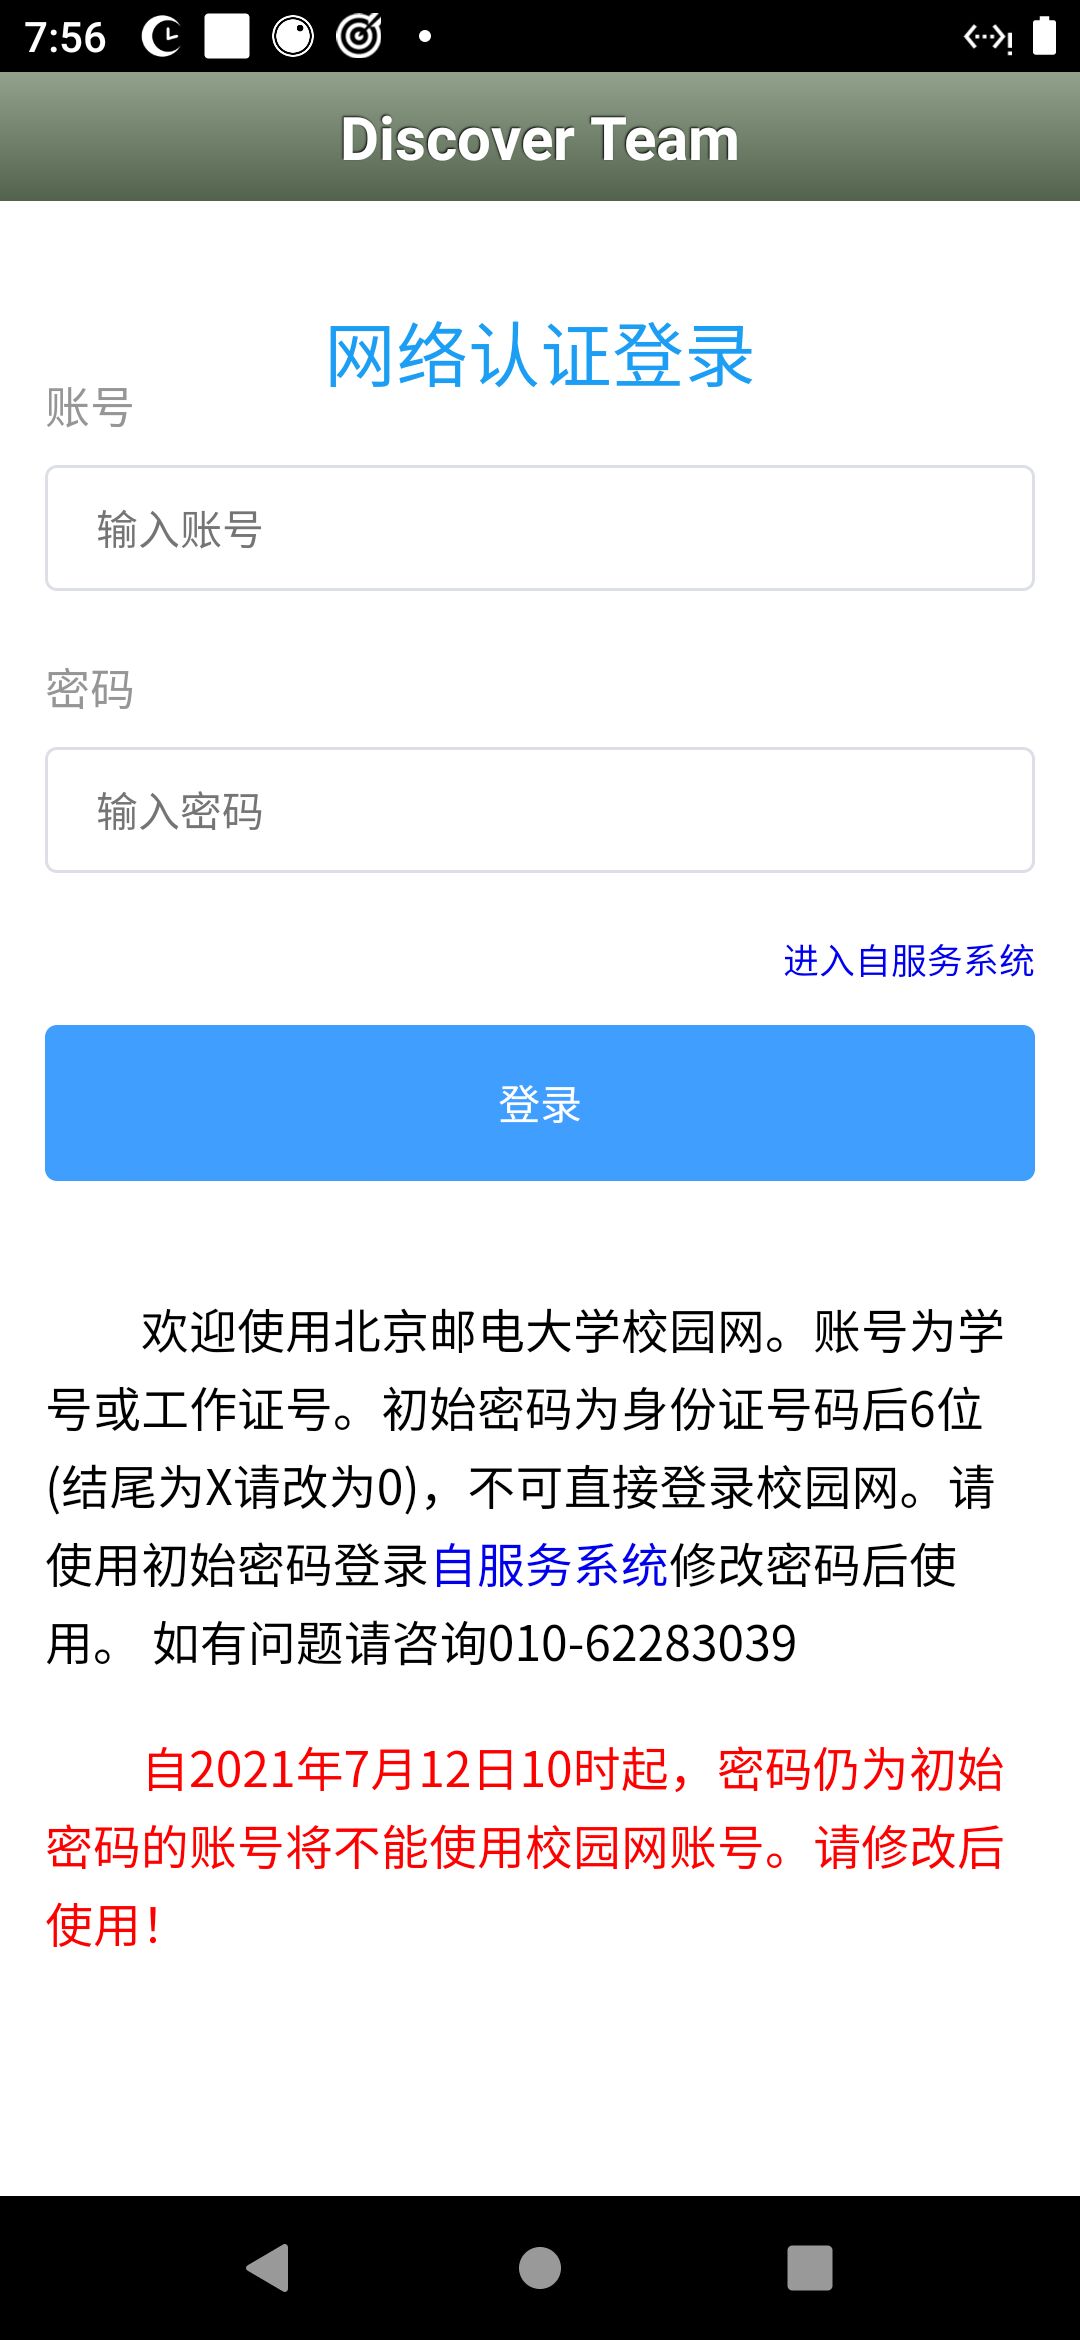 7:56
Discover Team
网络认证登录
账号
输入账号
密码
输入密码
进入自服务系统
登录
欢迎使用北京邮电大学校园网。账号为学
号或工作证号。初始密码为身份证号码后6位
(结尾为X请改为0)，不可直接登录校园网。请
使用初始密码登录自服务系统修改密码后使
用。 如有问题请咨询010-62283039
自2021年7月12日10时起，密码仍为初始
密码的账号将不能使用校园网账号。请修改后
使用！